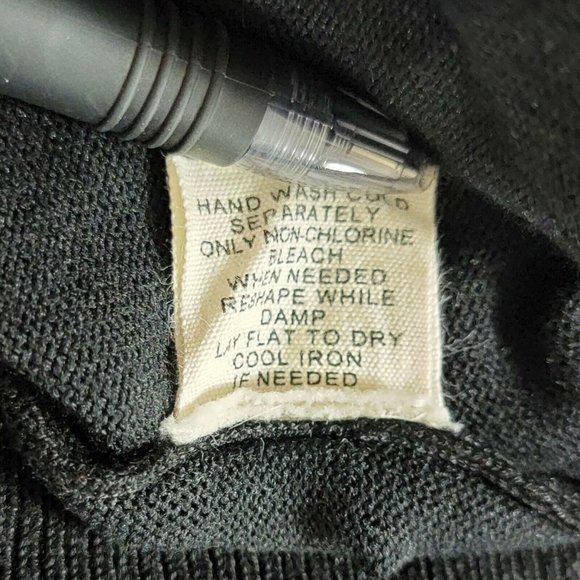 HAND WASH COLD
SEPARATELY
ONLY NON-CHLORINE
BLEACH
WHEN NEEDED
RESHAPE WHILE
DAMP
LAY FLAT TO DRY
COOL IRON
IF NEEDED